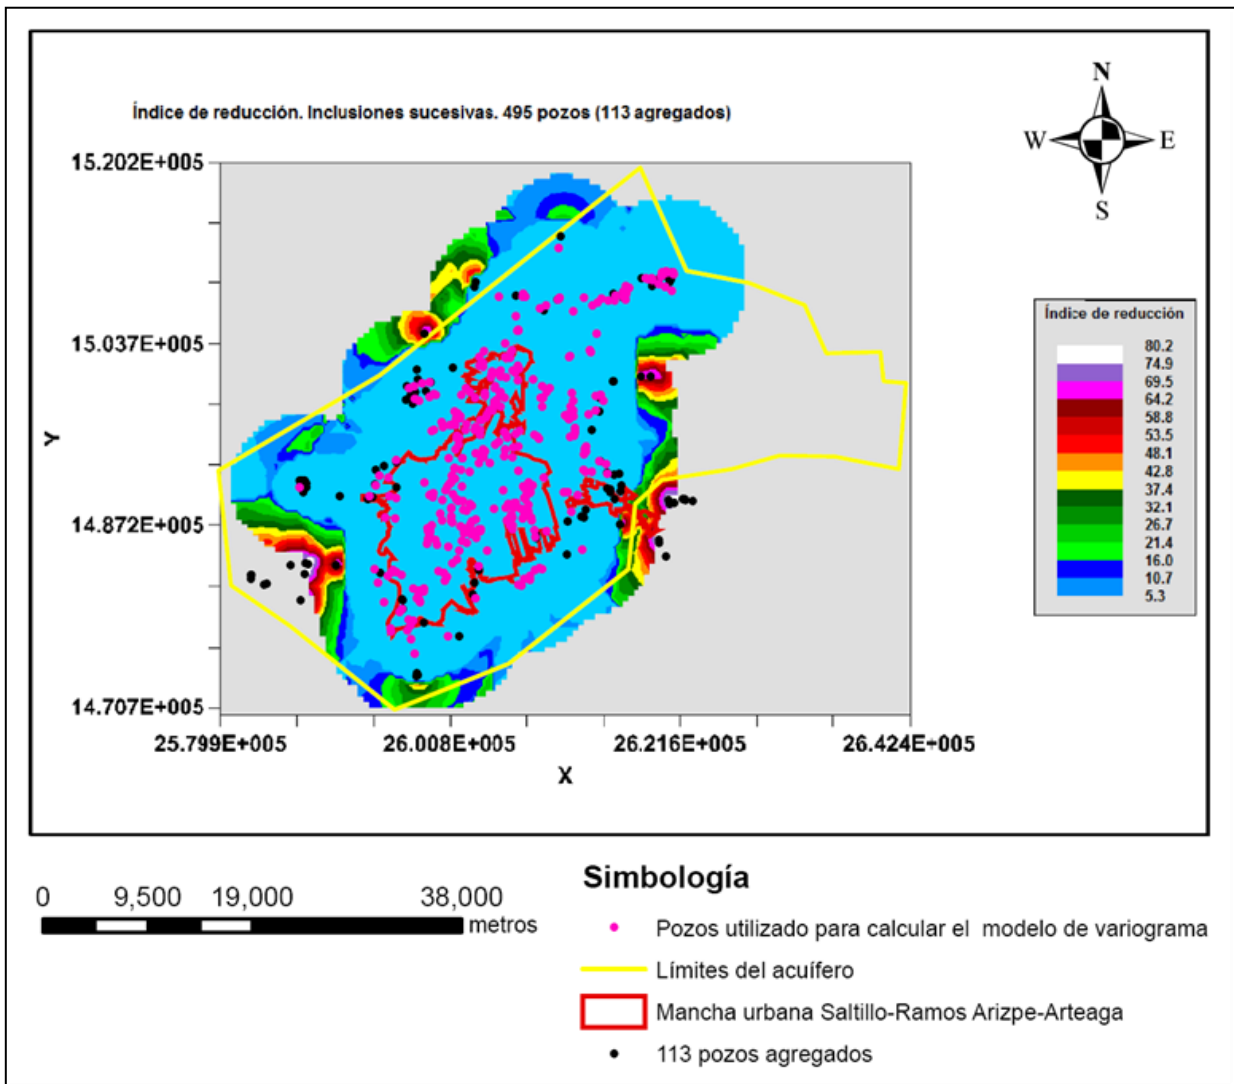 Índice de reducción. Inclusiones sucesivas. 495 pozos (113 agregados)
N
W
E
S
15.202E+005
15.037E+005
14.872E+005
14.707E+005
Y
25.799E+005
26.008E+005
26.216E+005
26.424E+005
X
Índice de reducción
80.2
74.9
69.5
64.2
58.8
53.5
48.1
42.8
37.4
32.1
26.7
21.4
16.0
10.7
5.3
0
9,500
19,000
38,000
metros
Simbología
Pozos utilizado para calcular el modelo de variograma
Límites del acuífero
Mancha urbana Saltillo-Ramos Arizpe-Arteaga
113 pozos agregados